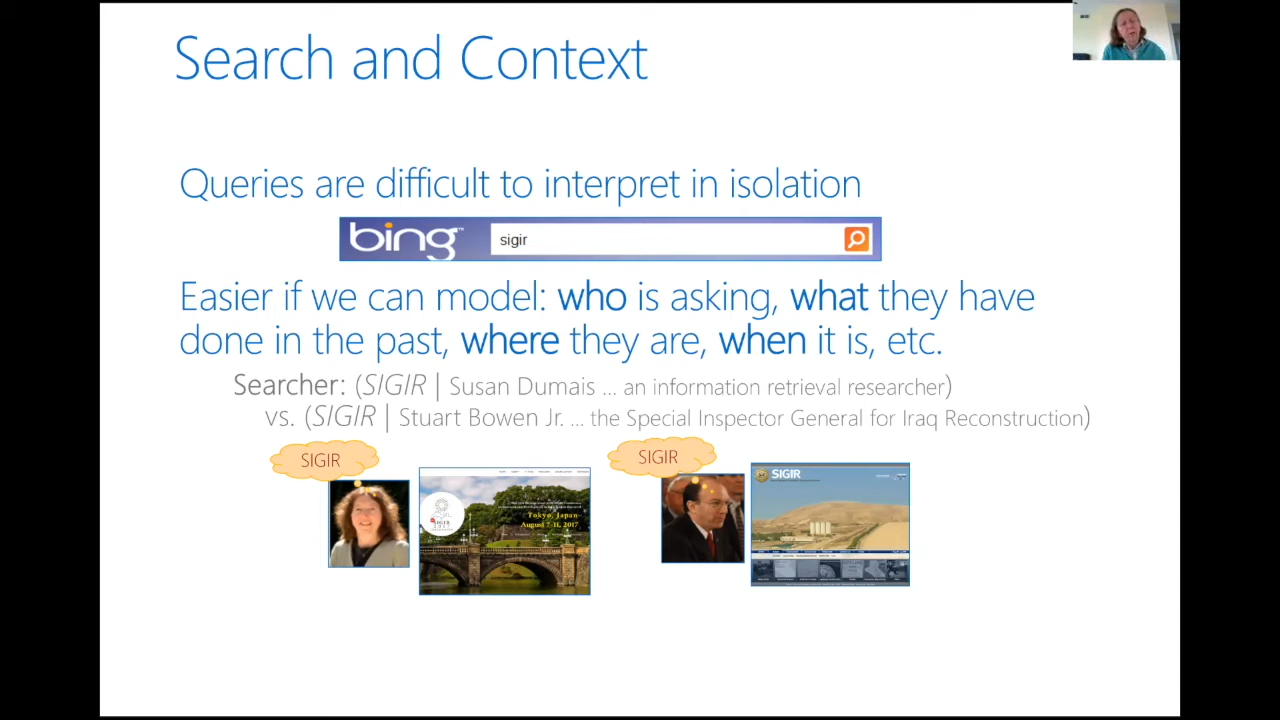 Search and Context
Queries are difficult to interpret in isolation
bing™
sigir
Easier if we can model: who is asking, what they have
done in the past, where they are, when it is, etc.
Searcher: (SIGIR | Susan Dumais ... an information retrieval researcher)
vs. (SIGIR | Stuart Bowen Jr. ... the Special Inspector General for Iraq Reconstruction)
SIGIR
SIGIR
SIGIR
Tokyo, Japan
August 7-11, 2017
SIGIR